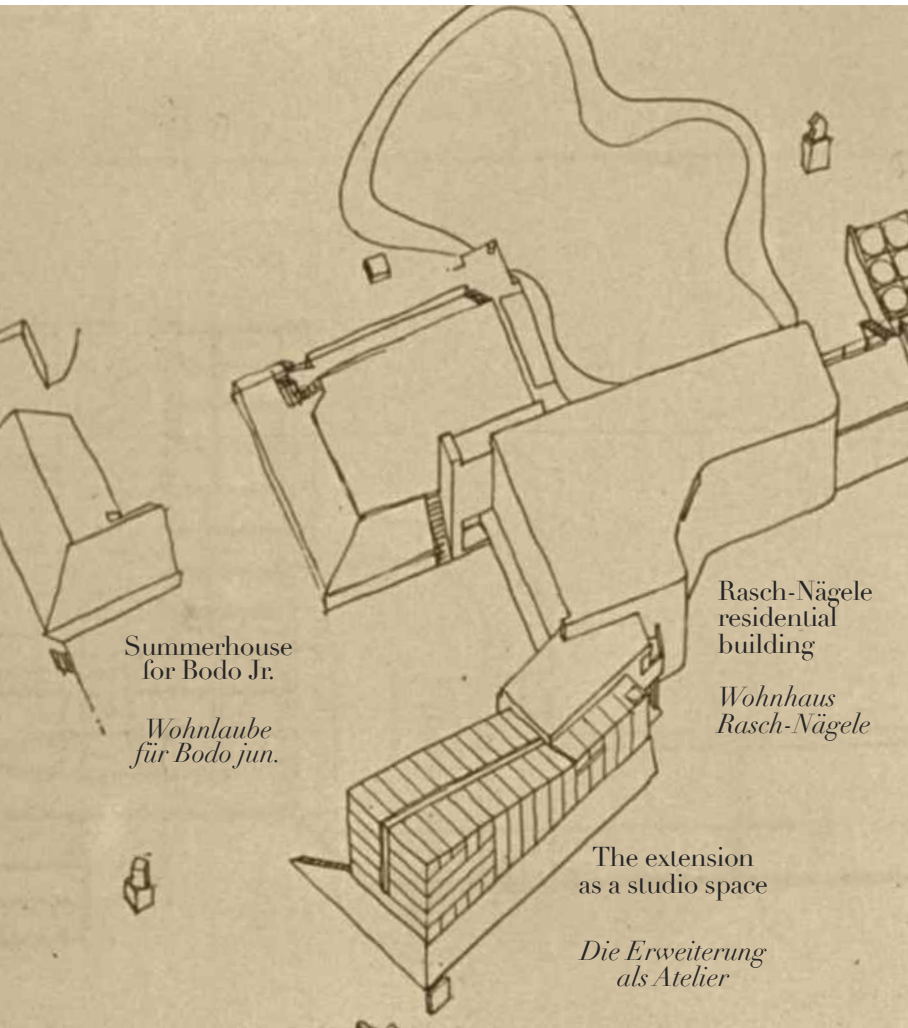 Summerhouse
for Bodo Jr.
Wohnlaube
für Bodo jun.
Rasch-Nägele
residential
building
Wohnhaus
Rasch-Nägele
The extension
as a studio space
Die Erweiterung
als Atelier